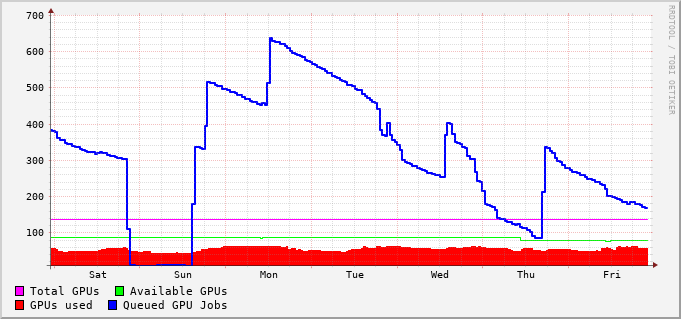 700
600
500
400
300
200
100
Sat Sun Mon Tue Wed Thu Fri
Total GPUs Available GPUs
GPUs used Queued GPU Jobs
RRDTOOL / TOBI OETIKER